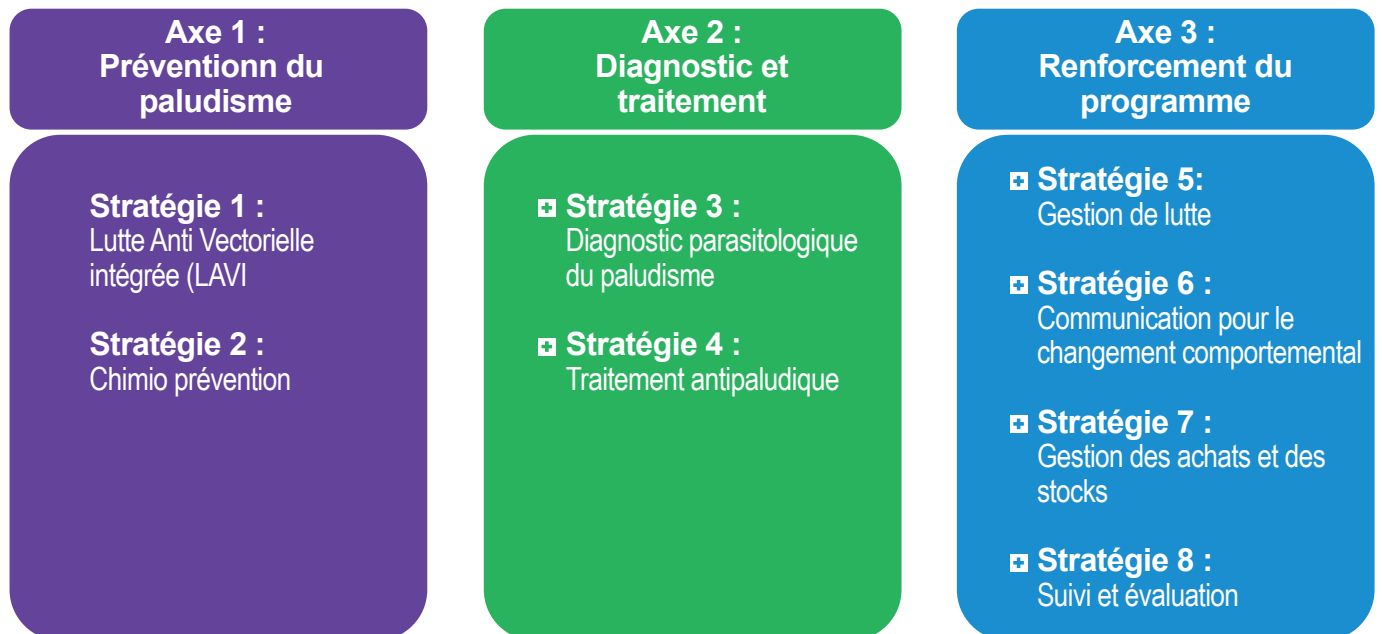 Axe 1 :
Préventionn du
paludisme
Stratégie 1 :
Lutte Anti Vectorielle
intégrée (LAVI
Stratégie 2 :
Chimio prévention
Axe 2 :
Diagnostic et
traitement
Stratégie 3 :
Diagnostic parasitologique
du paludisme
Stratégie 4 :
Traitement antipaludique
Axe 3 :
Renforcement du
programme
Stratégie 5:
Gestion de lutte
Stratégie 6 :
Communication pour le
changement comportemental
Stratégie 7 :
Gestion des achats et des
stocks
Stratégie 8 :
Suivi et évaluation